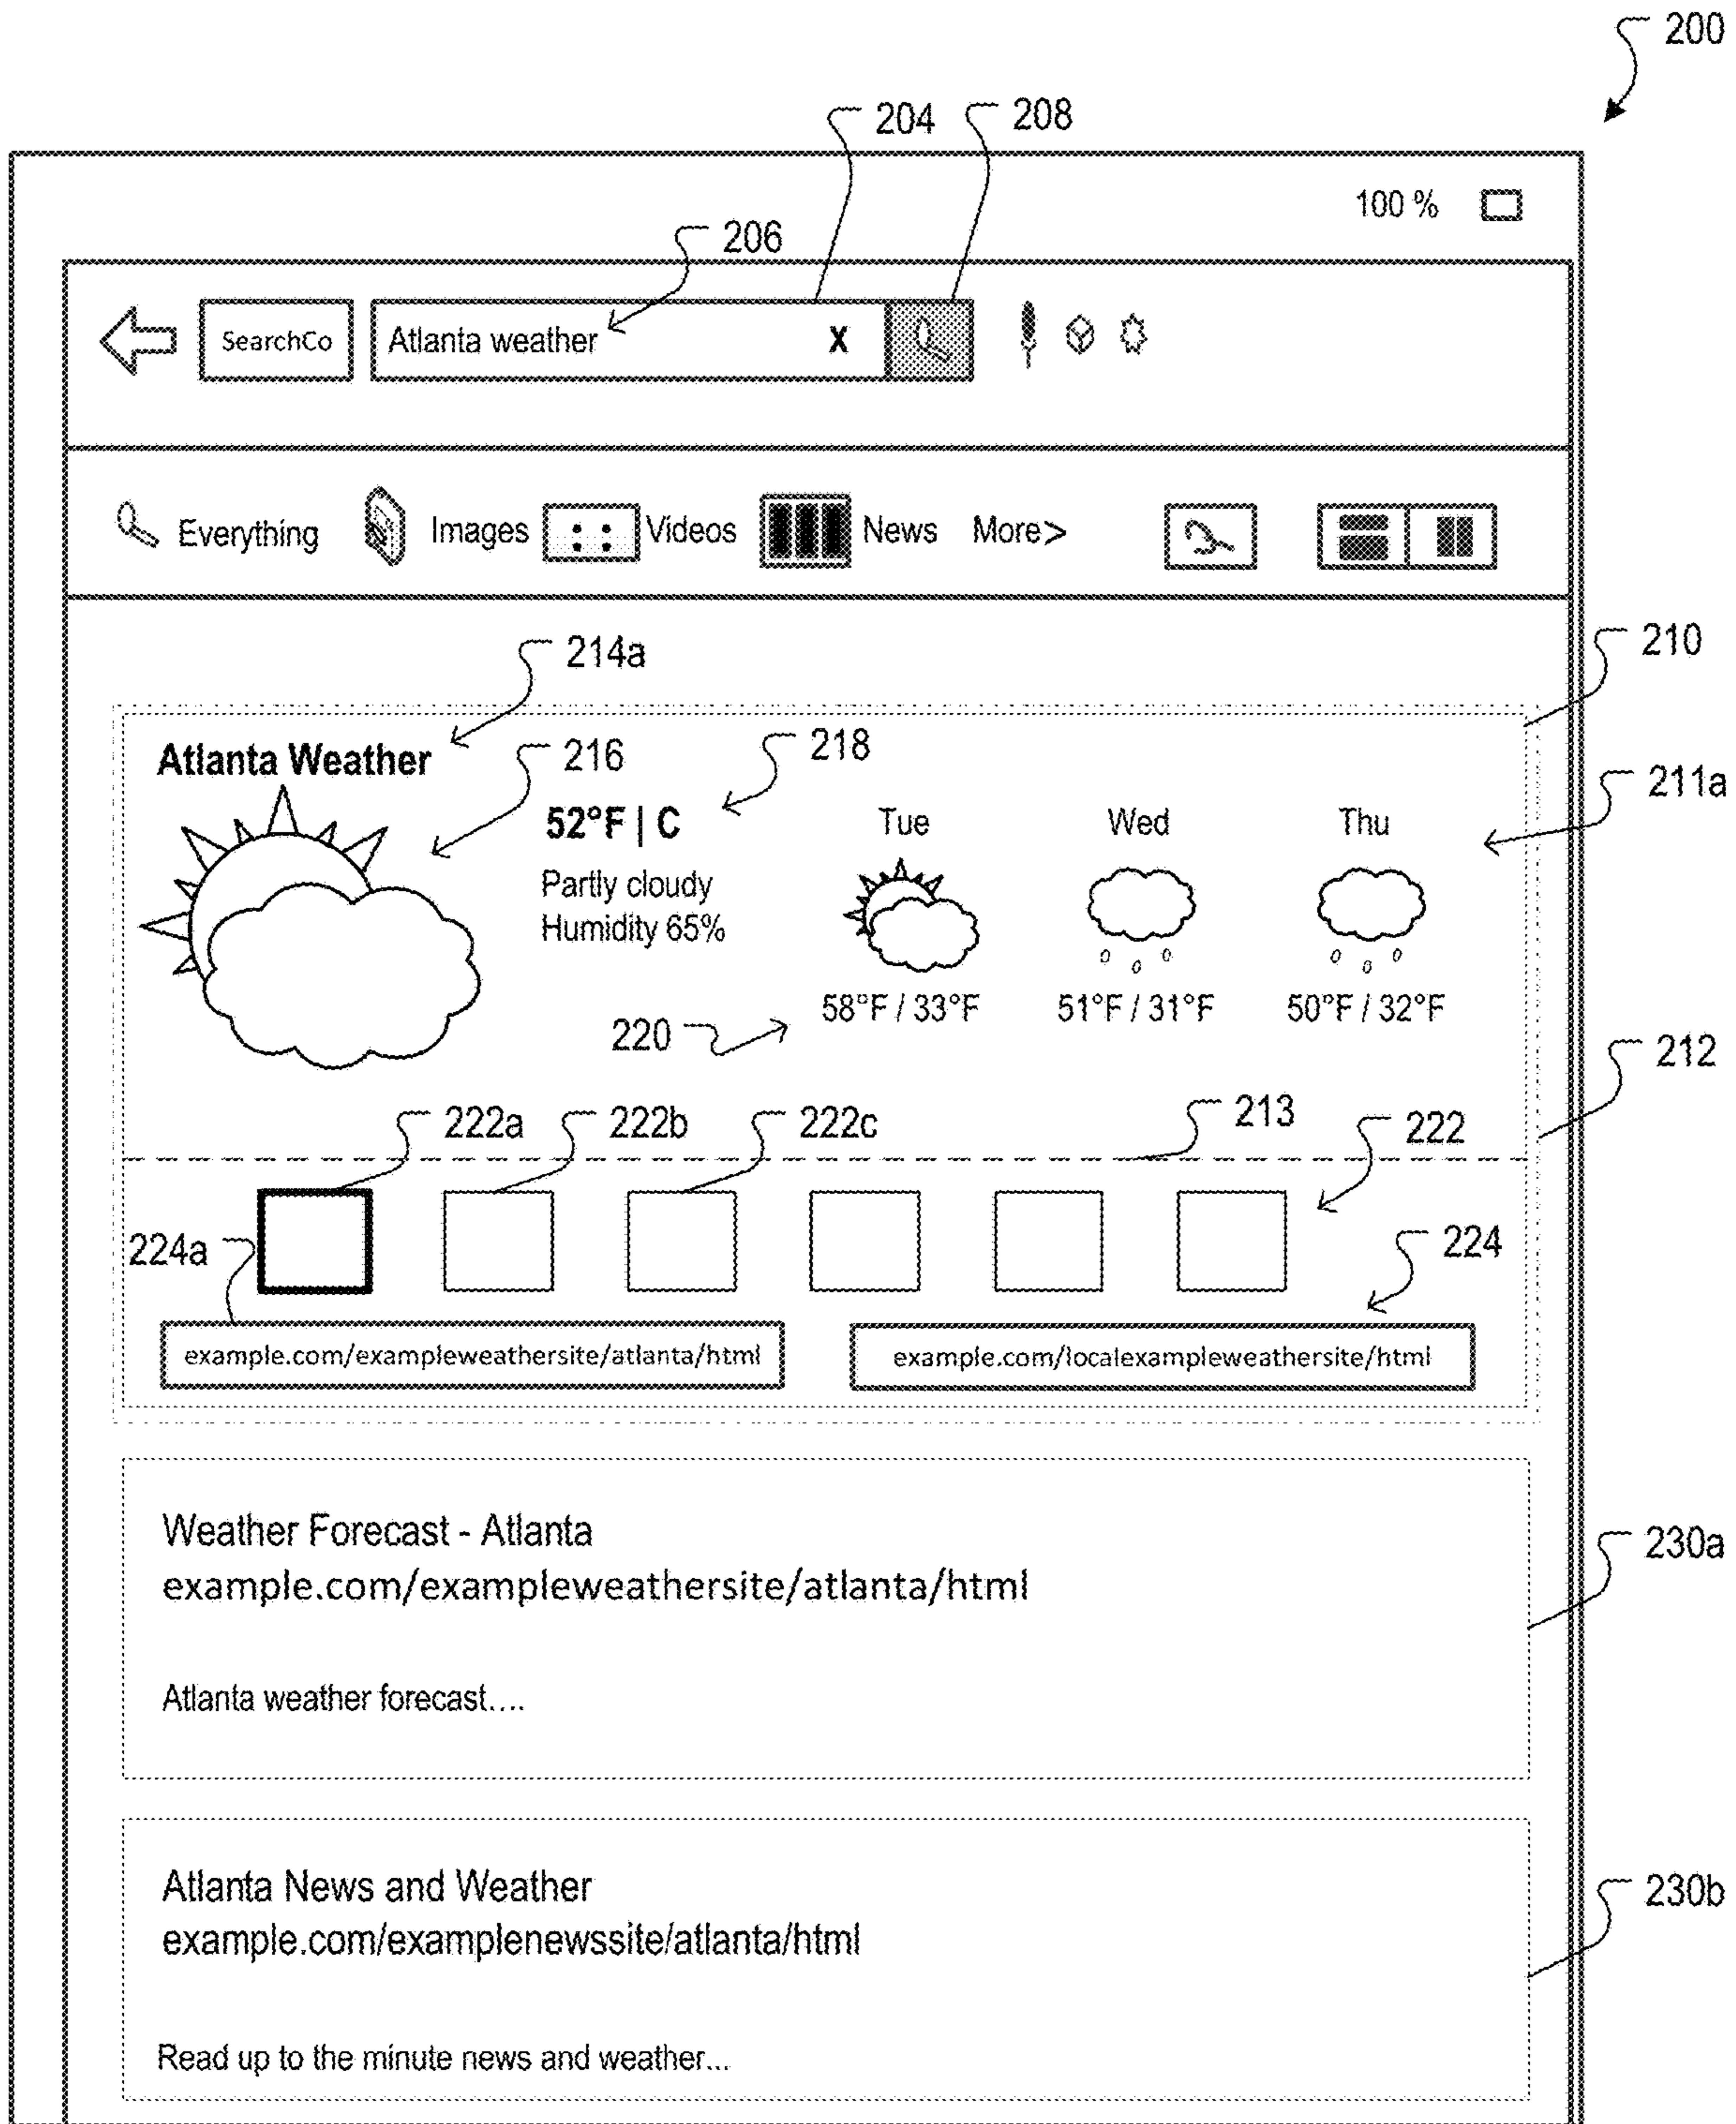 200
204
208
100 %
206
SearchCo
Atlanta weather
X
Everything
Images
Videos
News
More>
214a
210
Atlanta Weather
216
218
211a
52°F | C
Partly cloudy
Humidity 65%
Tue
Wed
Thu
58°F / 33°F
51°F / 31°F
50°F / 32°F
220
212
222a
222b
222c
213
222
224a
224
example.com/exampleweathersite/atlanta/html
example.com/localexampleweathersite/html
Weather Forecast - Atlanta
example.com/exampleweathersite/atlanta/html
230a
Atlanta weather forecast....
Atlanta News and Weather
example.com/examplenewssite/atlanta/html
230b
Read up to the minute news and weather...